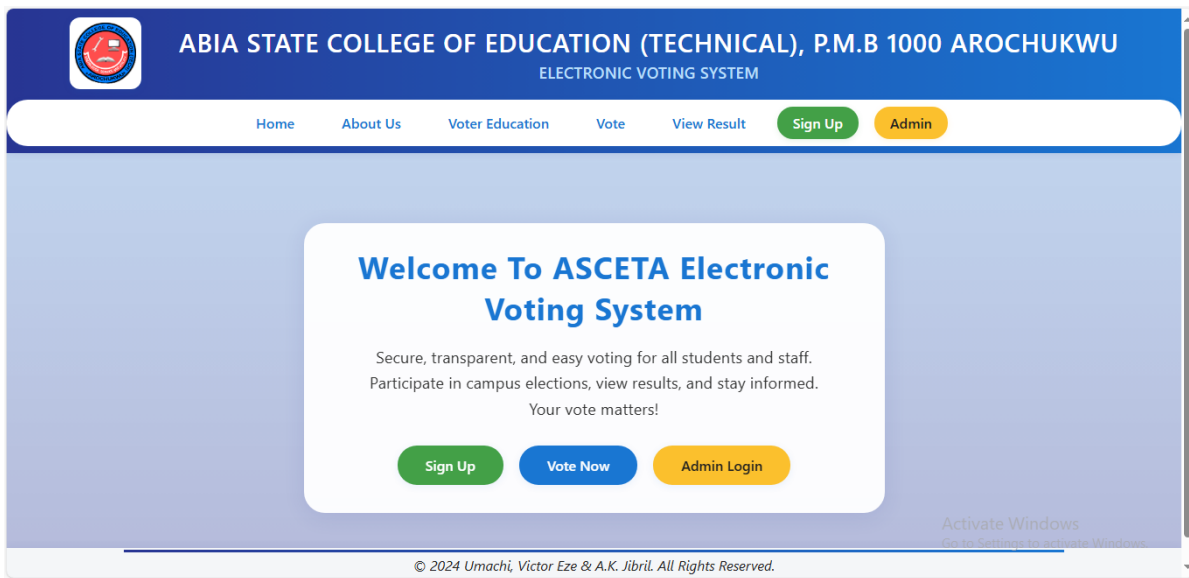 ABIA STATE COLLEGE OF EDUCATION (TECHNICAL), P.M.B 1000 AROCHUKWU
ELECTRONIC VOTING SYSTEM
Home About Us Voter Education Vote View Result Sign Up Admin
Welcome To ASCETA Electronic
Voting System
Secure, transparent, and easy voting for all students and staff.
Participate in campus elections, view results, and stay informed.
Your vote matters!
Sign Up Vote Now Admin Login
Activate Windows
Go to Settings to activate Windows.
© 2024 Umachi, Victor Eze & A.K. Jibril. All Rights Reserved.